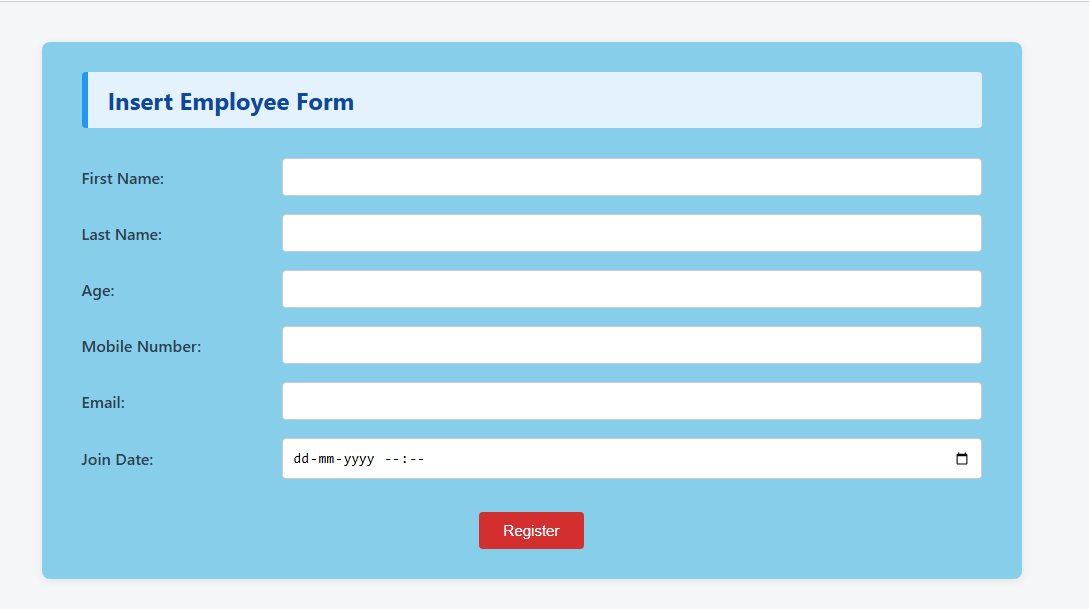 Insert Employee Form
First Name:
Last Name:
Age:
Mobile Number:
Email:
Join Date:
dd-mm-yyyy --:--
Register